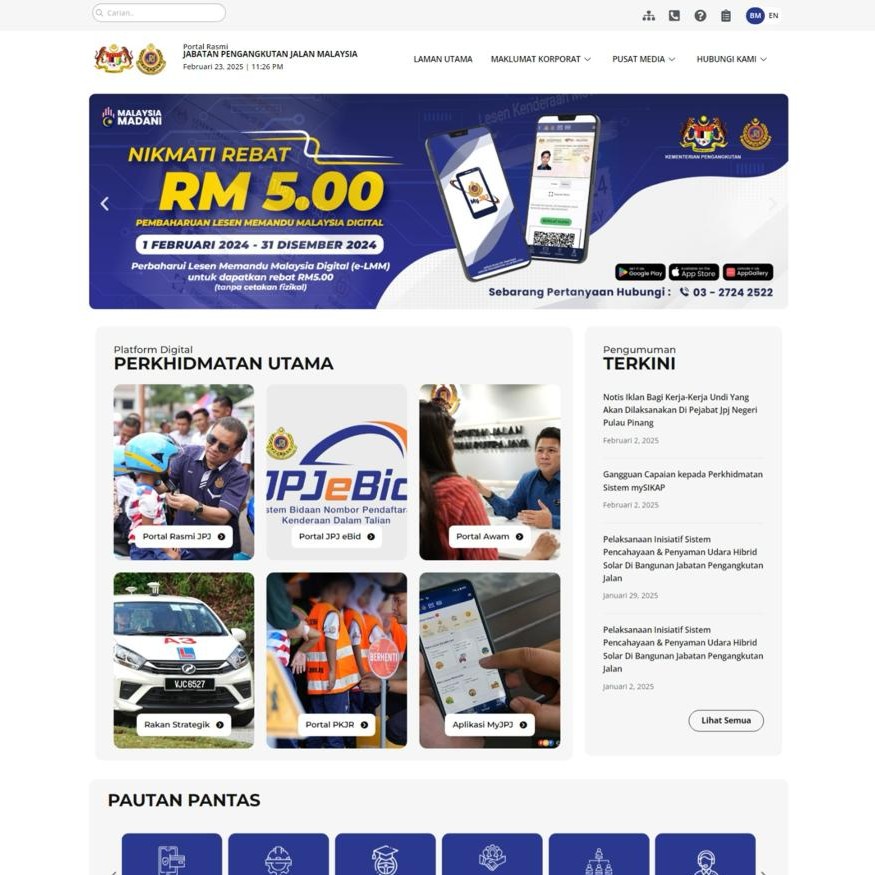 Carian..
BM EN
Portal Rasmi
JABATAN PENGANGKUTAN JALAN MALAYSIA
Februari 23, 2025 | 11:26 PM
LAMAN UTAMA
MAKLUMAT KORPORAT
PUSAT MEDIA
HUBUNGI KAMI
MALAYSIA
MADANI
NIKMATI REBAT
RM 5.00
PEMBAHARUAN LESEN MEMANDU MALAYSIA DIGITAL
1 FEBRUARI 2024 - 31 DISEMBER 2024
Perbaharui Lesen Memandu Malaysia Digital (e-LMM)
untuk dapatkan rebat RM5.00
(tanpa cetakan fizikal)
MyJPJ
KEMENTERIAN PENGANGKUTAN
Google Play
App Store
AppGallery
Sebarang Pertanyaan Hubungi : 03 - 2724 2522
Platform Digital
PERKHIDMATAN UTAMA
Portal Rasmi JPJ
JPJeBid
Kenderaan Dalam Talian
Portal JPJ eBid
Portal Awam
A3
L
VJC6527
Rakan Strategik
BERHENTI
Portal PKJR
Aplikasi MyJPJ
Pengumuman
TERKINI
Notis Iklan Bagi Kerja-Kerja Undi Yang
Akan Dilaksanakan Di Pejabat Jpj Negeri
Pulau Pinang
Februari 2, 2025
Gangguan Capaian kepada Perkhidmatan
Sistem mySIKAP
Februari 2, 2025
Pelaksanaan Inisiatif Sistem
Pencahayaan & Penyaman Udara Hibrid
Solar Di Bangunan Jabatan Pengangkutan
Jalan
Januari 29, 2025
Pelaksanaan Inisiatif Sistem
Pencahayaan & Penyaman Udara Hibrid
Solar Di Bangunan Jabatan Pengangkutan
Jalan
Januari 2, 2025
Lihat Semua
PAUTAN PANTAS